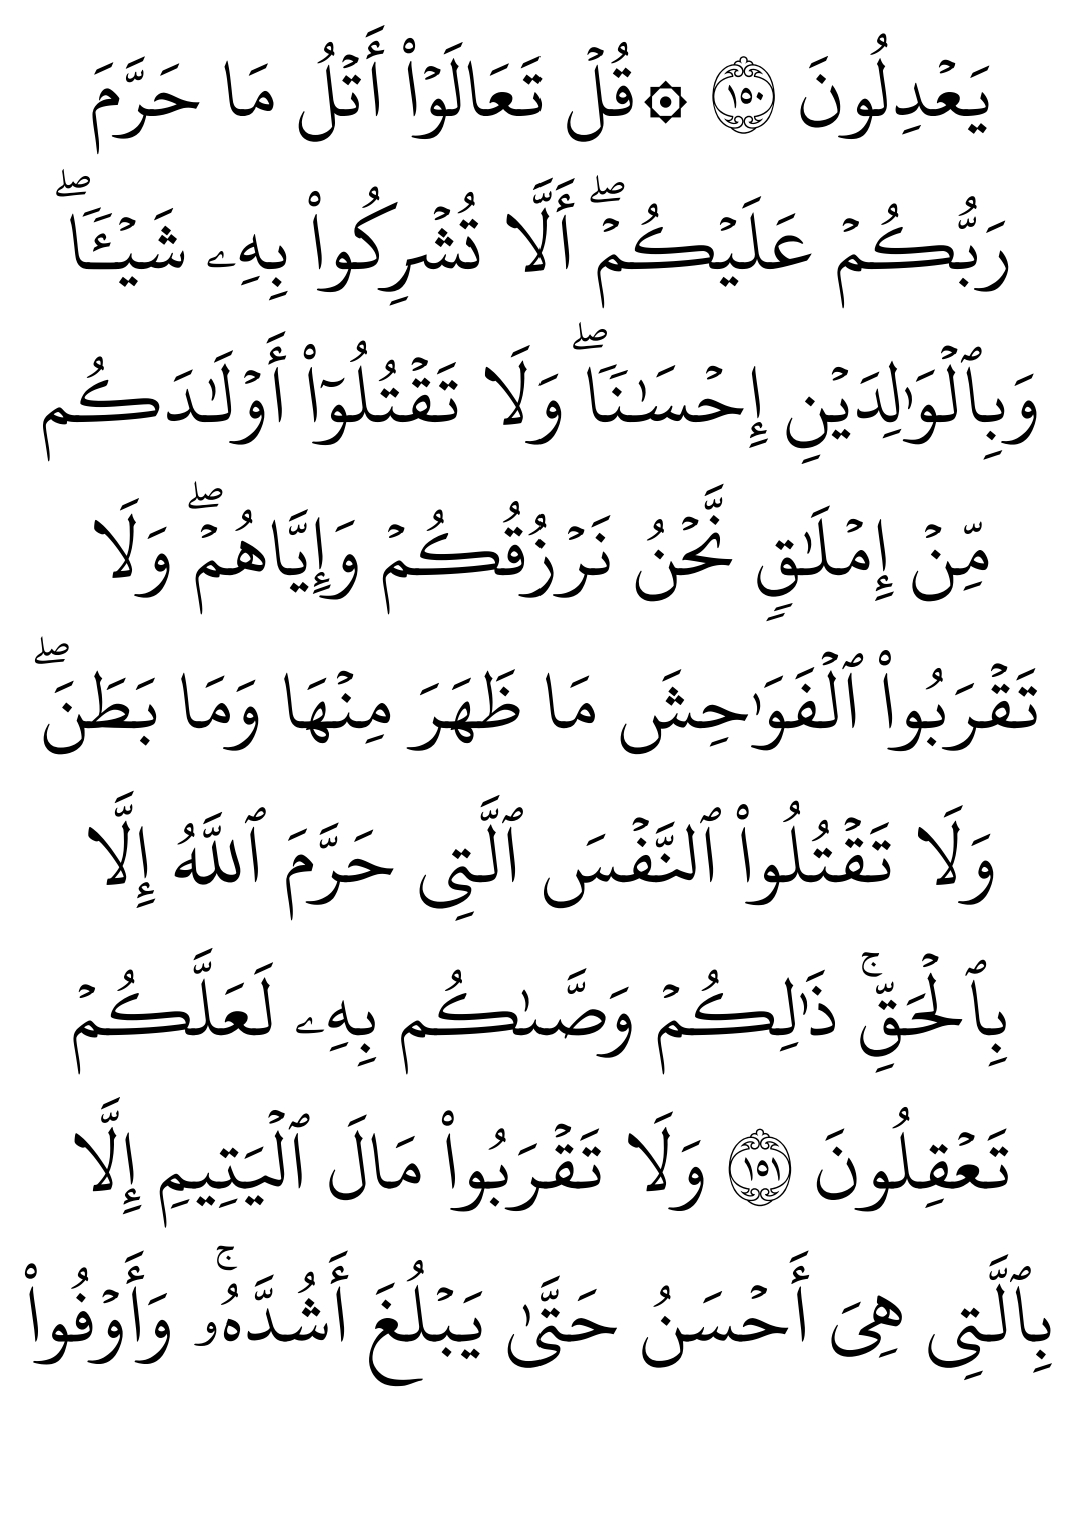 يَعۡدِلُونَ ١٥٠ ۞قُلۡ تَعَالَوۡاْ أَتۡلُ مَا حَرَّمَ
رَبُّكُمۡ عَلَيۡكُمۡۖ أَلَّا تُشۡرِكُواْ بِهِۦ شَيۡـَٔٗاۖ
وَبِٱلۡوَٰلِدَيۡنِ إِحۡسَٰنٗاۖ وَلَا تَقۡتُلُوٓاْ أَوۡلَٰدَكُم
مِّنۡ إِمۡلَٰقٖ نَّحۡنُ نَرۡزُقُكُمۡ وَإِيَّاهُمۡۖ وَلَا
تَقۡرَبُواْ ٱلۡفَوَٰحِشَ مَا ظَهَرَ مِنۡهَا وَمَا بَطَنَۖ
وَلَا تَقۡتُلُواْ ٱلنَّفۡسَ ٱلَّتِي حَرَّمَ ٱللَّهُ إِلَّا
بِٱلۡحَقِّۚ ذَٰلِكُمۡ وَصَّىٰكُم بِهِۦ لَعَلَّكُمۡ
تَعۡقِلُونَ ١٥١ وَلَا تَقۡرَبُواْ مَالَ ٱلۡيَتِيمِ إِلَّا
بِٱلَّتِي هِيَ أَحۡسَنُ حَتَّىٰ يَبۡلُغَ أَشُدَّهُۥۚ وَأَوۡفُواْ